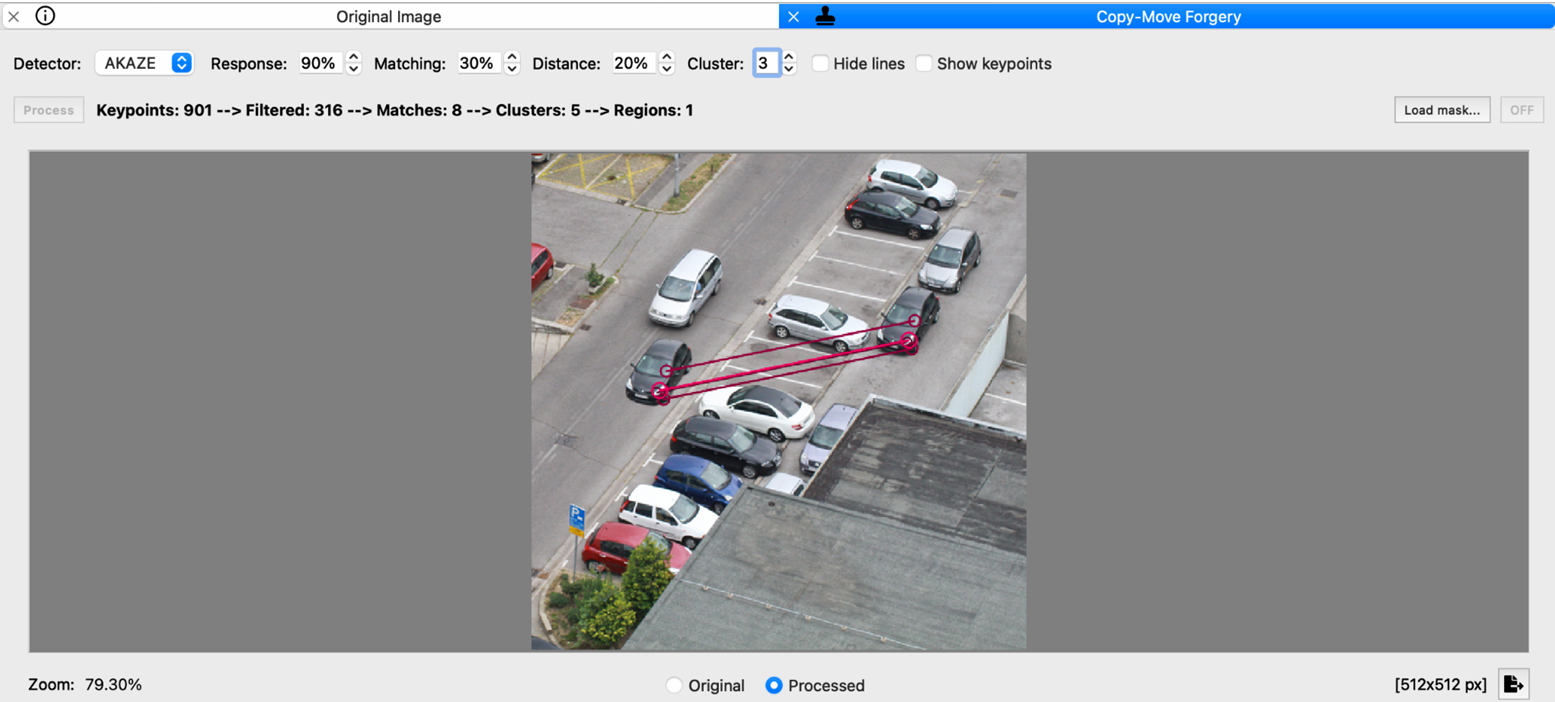 Original Image
Copy-Move Forgery
Detector: AKAZE Response: 90% Matching: 30% Distance: 20% Cluster: 3 Hide lines Show keypoints
Process Keypoints: 901 --> Filtered: 316 --> Matches: 8 --> Clusters: 5 --> Regions: 1 Load mask... OFF
P
Zoom: 79.30% Original Processed [512x512 px]